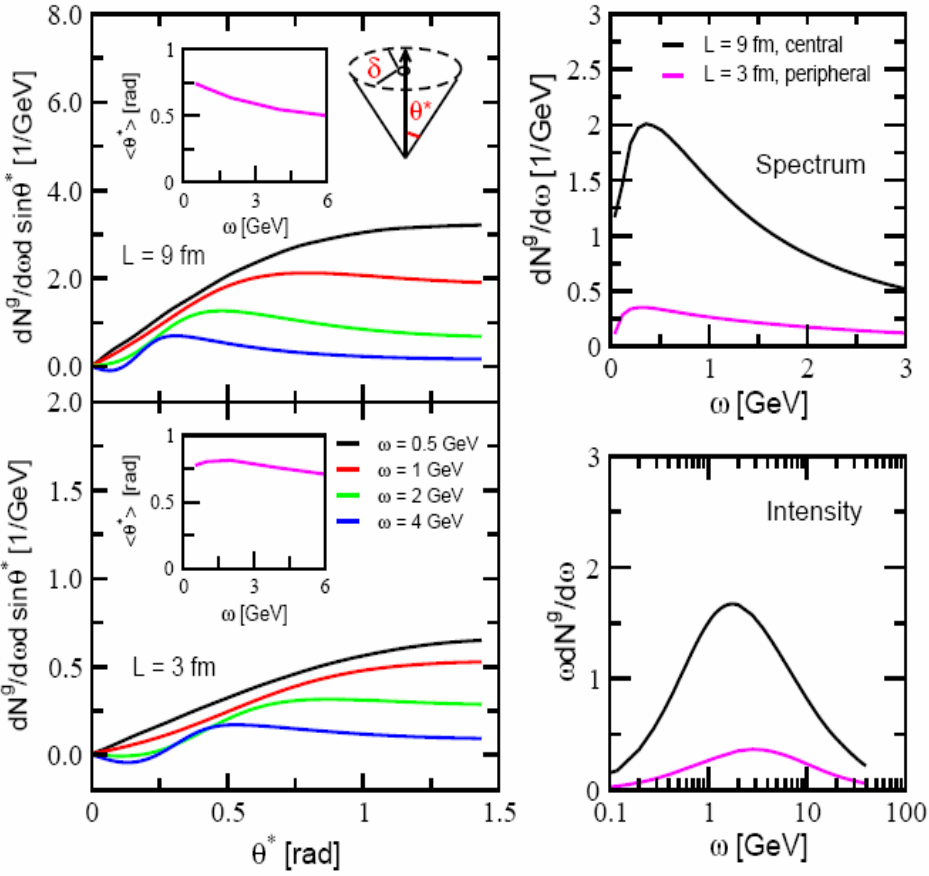 8.0
6.0
4.0
2.0
0.0
dN^g/dωd sinθ* [1/GeV]
L = 9 fm
1
0.5
0
<θ*> [rad]
0
3
6
ω [GeV]
δ
θ*
2.0
1.5
1.0
0.5
0.0
dN^g/dωd sinθ* [1/GeV]
L = 3 fm
1
0.5
0
<θ*> [rad]
0
3
6
ω [GeV]
ω = 0.5 GeV
ω = 1 GeV
ω = 2 GeV
ω = 4 GeV
0
0.5
1
1.5
θ* [rad]
3
2.5
2
1.5
1
0.5
0
dN^g/dω [1/GeV]
L = 9 fm, central
L = 3 fm, peripheral
Spectrum
0
1
2
3
ω [GeV]
3
2
1
0
ωdN^g/dω
Intensity
0.1
1
10
100
ω [GeV]